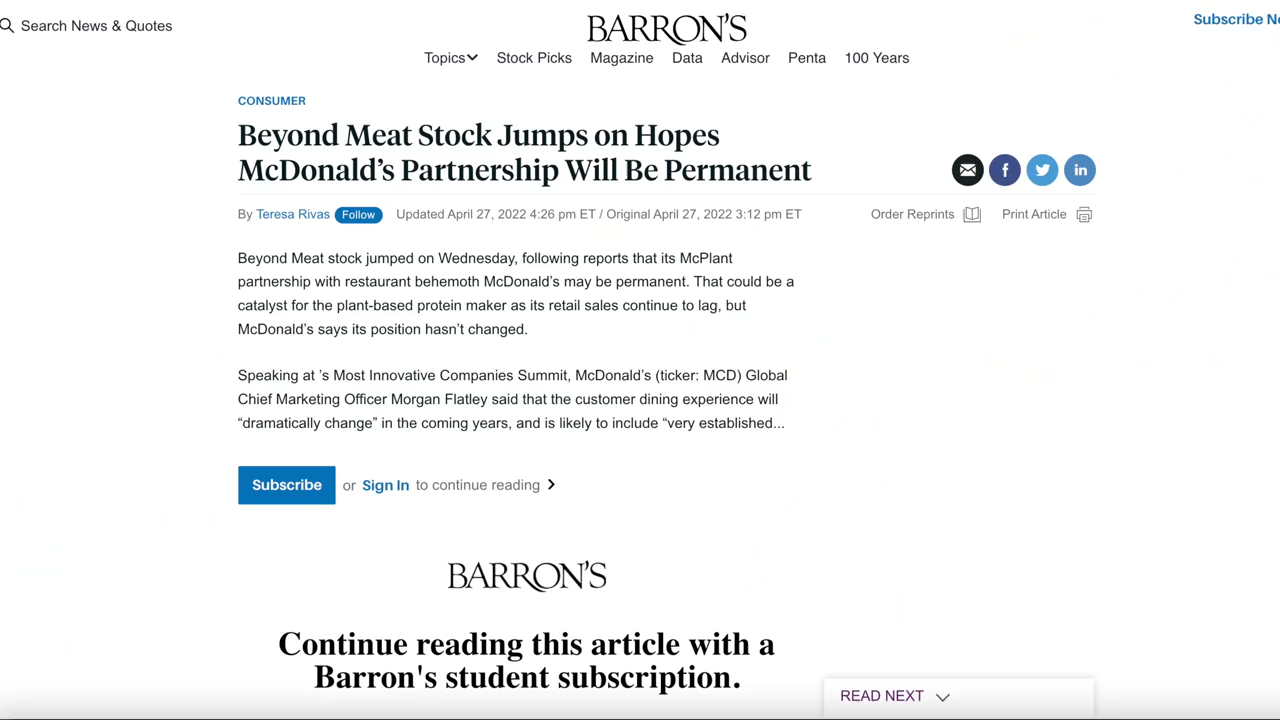 Search News & Quotes
BARRON'S
Subscribe N
Topics Stock Picks Magazine Data Advisor Penta 100 Years
CONSUMER
Beyond Meat Stock Jumps on Hopes
McDonald's Partnership Will Be Permanent
By Teresa Rivas Follow Updated April 27, 2022 4:26 pm ET / Original April 27, 2022 3:12 pm ET
Order Reprints Print Article
Beyond Meat stock jumped on Wednesday, following reports that its McPlant
partnership with restaurant behemoth McDonald's may be permanent. That could be a
catalyst for the plant-based protein maker as its retail sales continue to lag, but
McDonald's says its position hasn't changed.
Speaking at 's Most Innovative Companies Summit, McDonald's (ticker: MCD) Global
Chief Marketing Officer Morgan Flatley said that the customer dining experience will
“dramatically change” in the coming years, and is likely to include “very established...
Subscribe or Sign In to continue reading
BARRON'S
Continue reading this article with a
Barron's student subscription.
READ NEXT